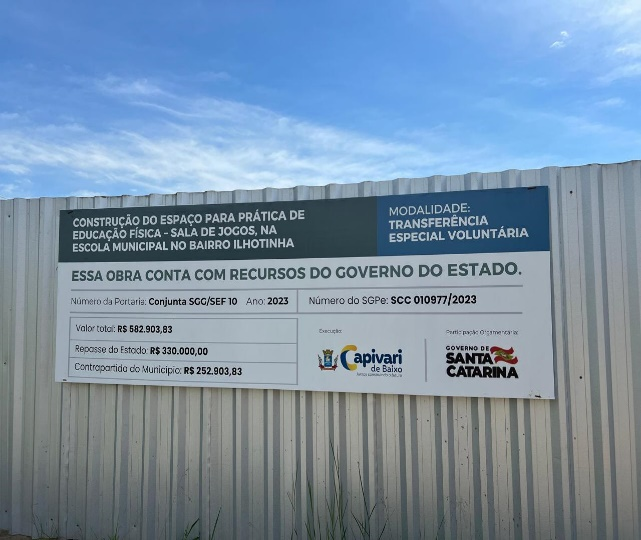 CONSTRUÇÃO DO ESPAÇO PARA PRÁTICA DE
EDUCAÇÃO FÍSICA - SALA DE JOGOS, NA
ESCOLA MUNICIPAL NO BAIRRO ILHOTINHA
MODALIDADE:
TRANSFERÊNCIA
ESPECIAL VOLUNTÁRIA
ESSA OBRA CONTA COM RECURSOS DO GOVERNO DO ESTADO.
Número da Portaria: Conjunta SGG/SEF 10 Ano: 2023
Número do SGPe: SCC 010977/2023
Valor total: R$ 582.903,83
Repasse do Estado: R$ 330.000,00
Contrapartida do Município: R$ 252.903,83
Execução:
Capivari
de Baixo
Participação Orçamentária:
GOVERNO DE
SANTA
CATARINA